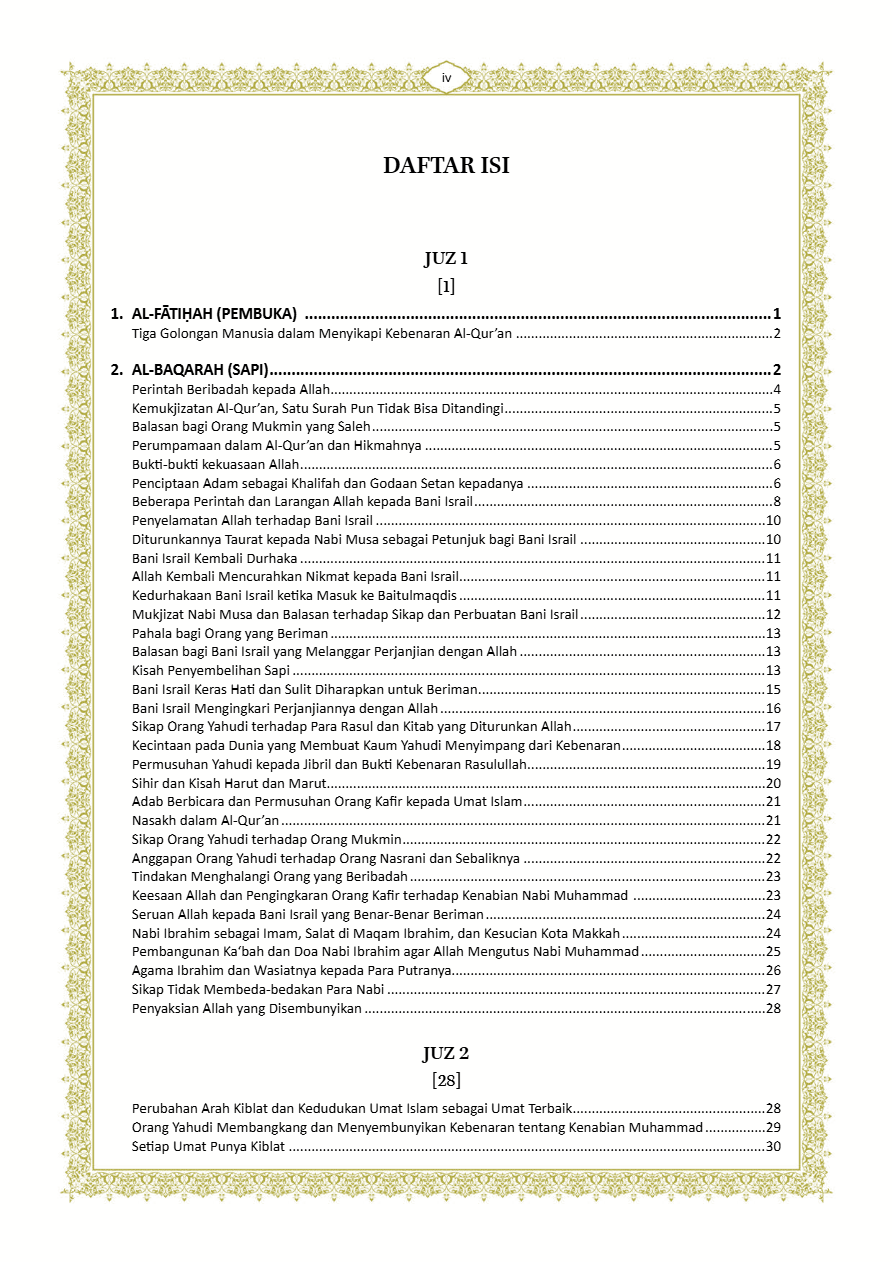 iv
DAFTAR ISI
JUZ 1
[1]
1. AL-FĀTIḤAH (PEMBUKA) ........................................ 1
Tiga Golongan Manusia dalam Menyikapi Kebenaran Al-Qur’an ........................................ 2
2. AL-BAQARAH (SAPI) ........................................ 2
Perintah Beribadah kepada Allah ........................................ 4
Kemukjizatan Al-Qur’an, Satu Surah Pun Tidak Bisa Ditandingi ........................................ 5
Balasan bagi Orang Mukmin yang Saleh ........................................ 5
Perumpamaan dalam Al-Qur’an dan Hikmahnya ........................................ 5
Bukti-bukti kekuasaan Allah ........................................ 6
Penciptaan Adam sebagai Khalifah dan Godaan Setan kepadanya ........................................ 6
Beberapa Perintah dan Larangan Allah kepada Bani Israil ........................................ 8
Penyelamatan Allah terhadap Bani Israil ........................................ 10
Diturunkannya Taurat kepada Nabi Musa sebagai Petunjuk bagi Bani Israil ........................................ 10
Bani Israil Kembali Durhaka ........................................ 11
Allah Kembali Mencurahkan Nikmat kepada Bani Israil ........................................ 11
Kedurhakaan Bani Israil ketika Masuk ke Baitulmaqdis ........................................ 11
Mukjizat Nabi Musa dan Balasan terhadap Sikap dan Perbuatan Bani Israil ........................................ 12
Pahala bagi Orang yang Beriman ........................................ 13
Balasan bagi Bani Israil yang Melanggar Perjanjian dengan Allah ........................................ 13
Kisah Penyembelihan Sapi ........................................ 13
Bani Israil Keras Hati dan Sulit Diharapkan untuk Beriman ........................................ 15
Bani Israil Mengingkari Perjanjiannya dengan Allah ........................................ 16
Sikap Orang Yahudi terhadap Para Rasul dan Kitab yang Diturunkan Allah ........................................ 17
Kecintaan pada Dunia yang Membuat Kaum Yahudi Menyimpang dari Kebenaran ........................................ 18
Permusuhan Yahudi kepada Jibril dan Bukti Kebenaran Rasulullah ........................................ 19
Sihir dan Kisah Harut dan Marut ........................................ 20
Adab Berbicara dan Permusuhan Orang Kafir kepada Umat Islam ........................................ 21
Nasakh dalam Al-Qur’an ........................................ 21
Sikap Orang Yahudi terhadap Orang Mukmin ........................................ 22
Anggapan Orang Yahudi terhadap Orang Nasrani dan Sebaliknya ........................................ 22
Tindakan Menghalangi Orang yang Beribadah ........................................ 23
Keesaan Allah dan Pengingkaran Orang Kafir terhadap Kenabian Nabi Muhammad ........................................ 23
Seruan Allah kepada Bani Israil yang Benar-Benar Beriman ........................................ 24
Nabi Ibrahim sebagai Imam, Salat di Maqam Ibrahim, dan Kesucian Kota Makkah ........................................ 24
Pembangunan Ka‘bah dan Doa Nabi Ibrahim agar Allah Mengutus Nabi Muhammad ........................................ 25
Agama Ibrahim dan Wasiatnya kepada Para Putranya ........................................ 26
Sikap Tidak Membeda-bedakan Para Nabi ........................................ 27
Penyaksian Allah yang Disembunyikan ........................................ 28
JUZ 2
[28]
Perubahan Arah Kiblat dan Kedudukan Umat Islam sebagai Umat Terbaik ........................................ 28
Orang Yahudi Membangkang dan Menyembunyikan Kebenaran tentang Kenabian Muhammad ................ 29
Setiap Umat Punya Kiblat ........................................ 30